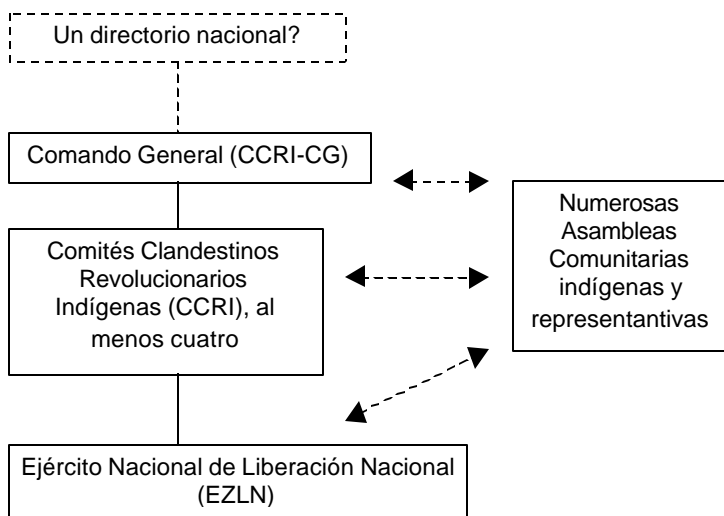 Un directorio nacional?
Comando General (CCRI-CG)
Comités Clandestinos
Revolucionarios
Indígenas (CCRI), al
menos cuatro
Numerosas
Asambleas
Comunitarias
indígenas y
representantivas
Ejército Nacional de Liberación Nacional
(EZLN)